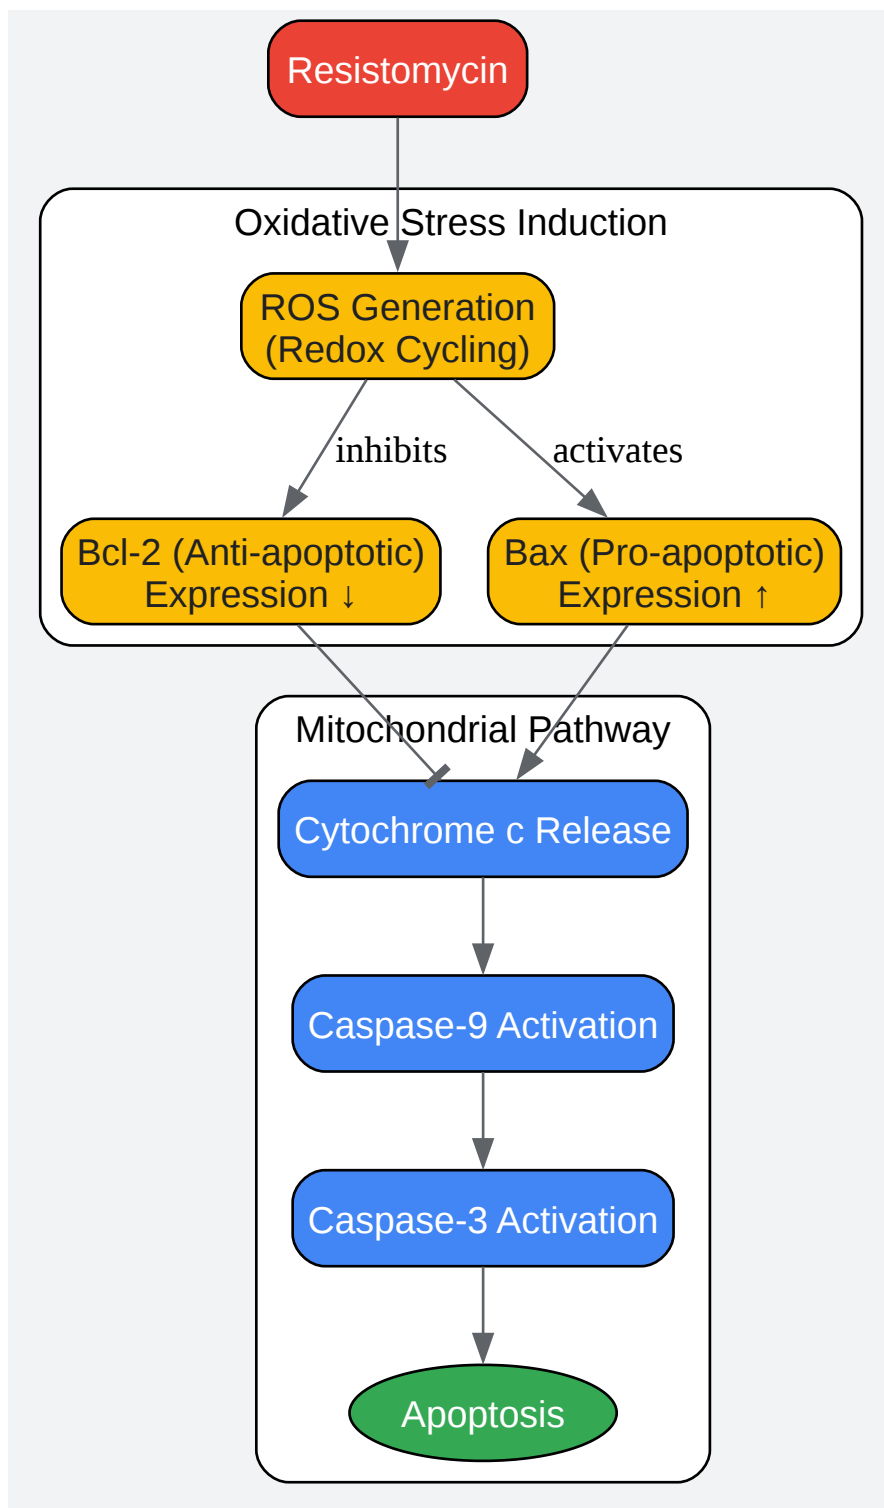 Resistomycin
Oxidative Stress Induction
ROS Generation
(Redox Cycling)
inhibits
activates
Bcl-2 (Anti-apoptotic)
Expression ↓
Bax (Pro-apoptotic)
Expression ↑
Mitochondrial Pathway
Cytochrome c Release
Caspase-9 Activation
Caspase-3 Activation
Apoptosis